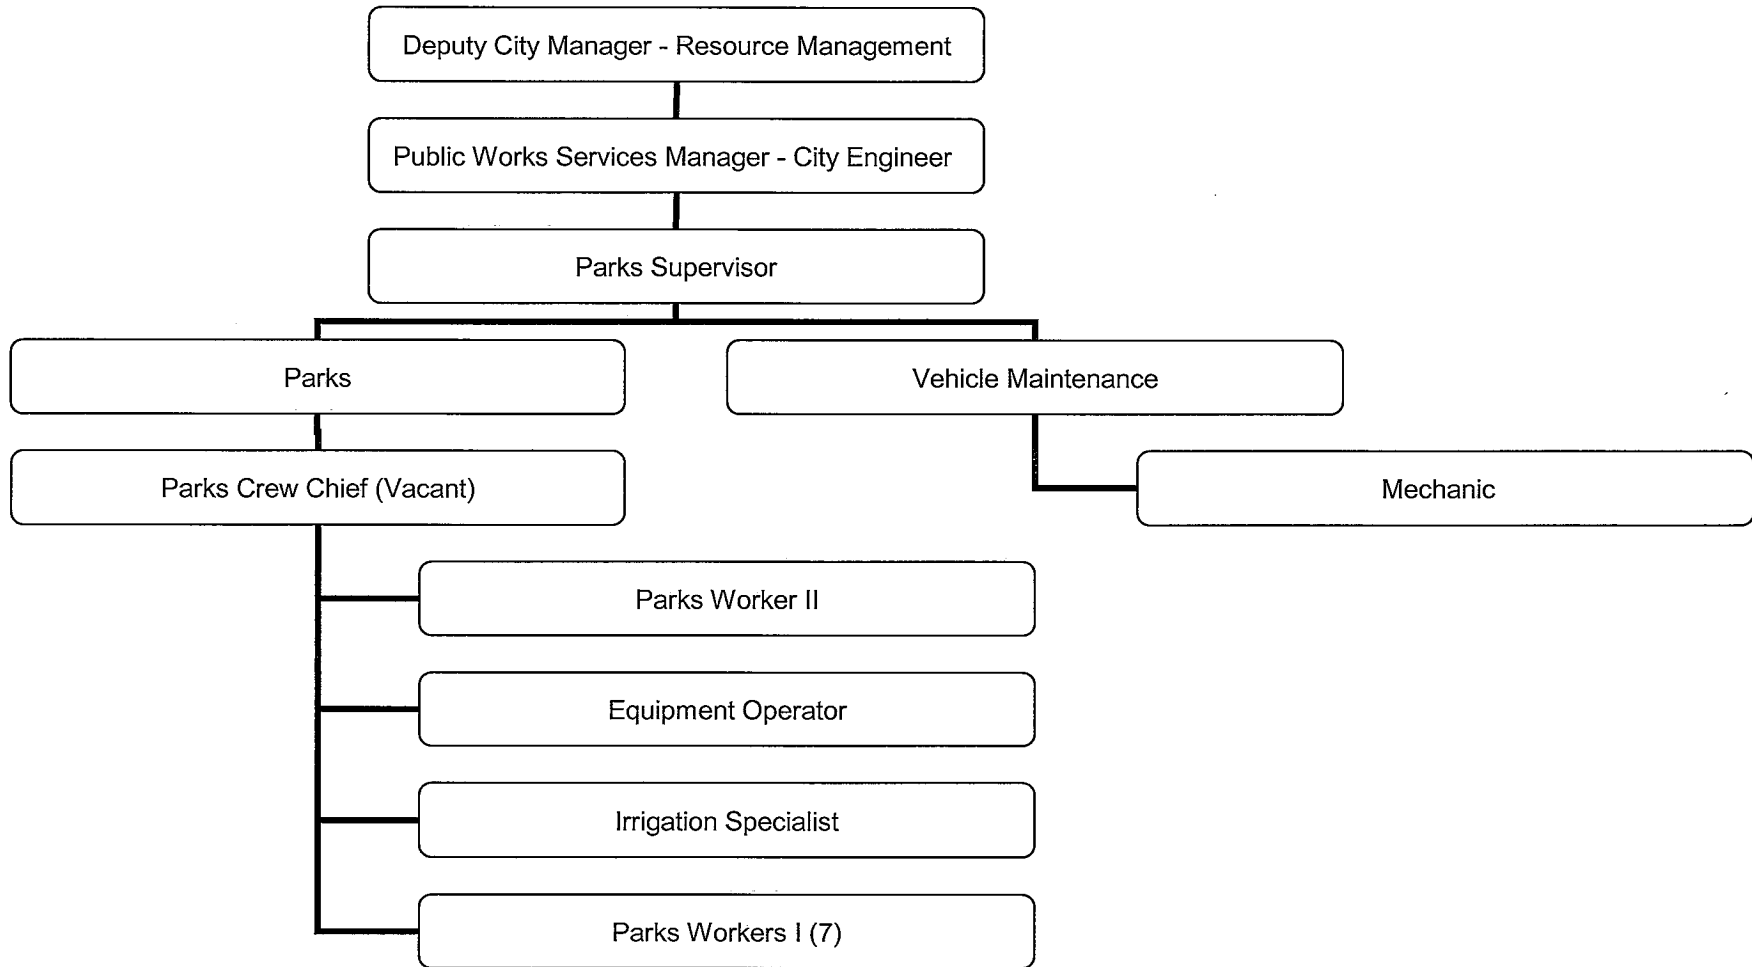 Deputy City Manager - Resource Management
Public Works Services Manager - City Engineer
Parks Supervisor
Parks
Vehicle Maintenance
Parks Crew Chief (Vacant)
Mechanic
Parks Worker II
Equipment Operator
Irrigation Specialist
Parks Workers I (7)